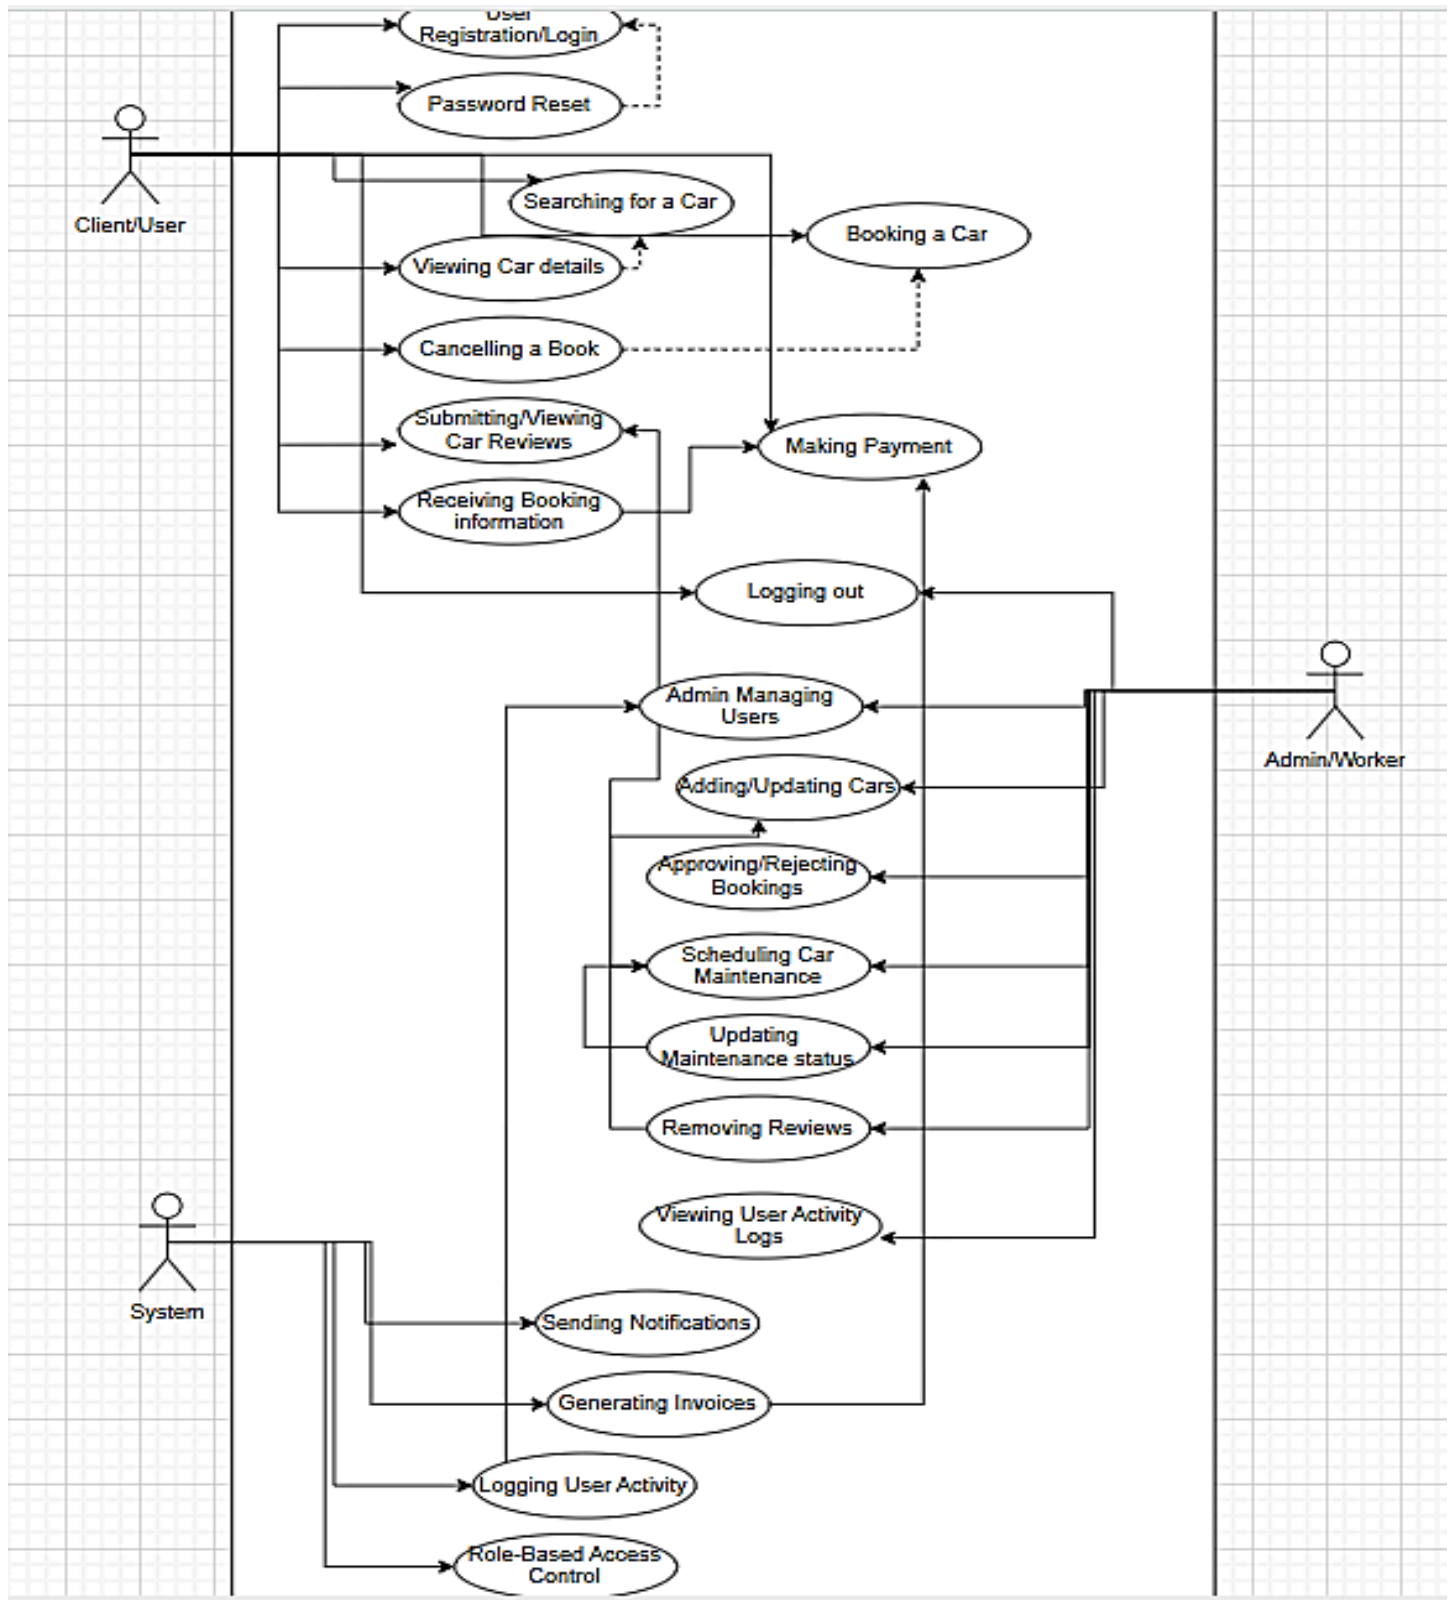 User
Registration/Login
Password Reset
Client/User
Searching for a Car
Booking a Car
Viewing Car details
Cancelling a Book
Submitting/Viewing
Car Reviews
Making Payment
Receiving Booking
information
Logging out
Admin Managing
Users
Admin/Worker
Adding/Updating Cars
Approving/Rejecting
Bookings
Scheduling Car
Maintenance
Updating
Maintenance status
Removing Reviews
Viewing User Activity
Logs
System
Sending Notifications
Generating Invoices
Logging User Activity
Role-Based Access
Control